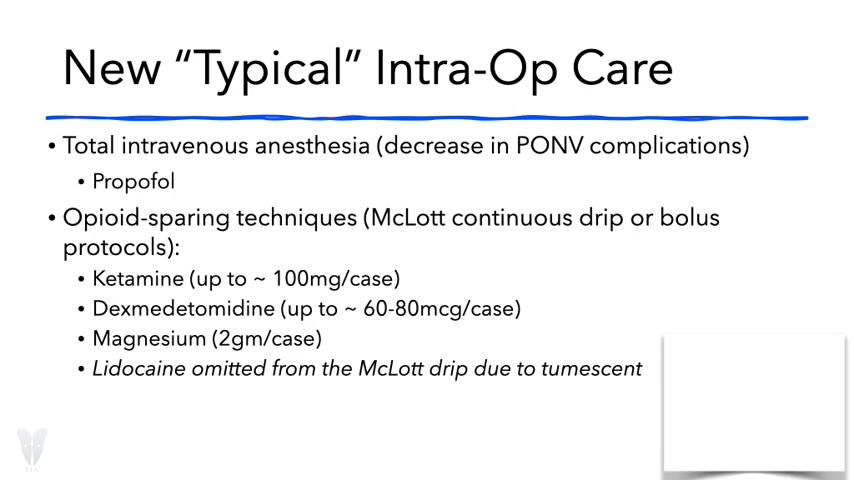 New “Typical” Intra-Op Care
• Total intravenous anesthesia (decrease in PONV complications)
• Propofol
• Opioid-sparing techniques (McLott continuous drip or bolus
protocols):
• Ketamine (up to ~ 100mg/case)
• Dexmedetomidine (up to ~ 60-80mcg/case)
• Magnesium (2gm/case)
• Lidocaine omitted from the McLott drip due to tumescent
TLC